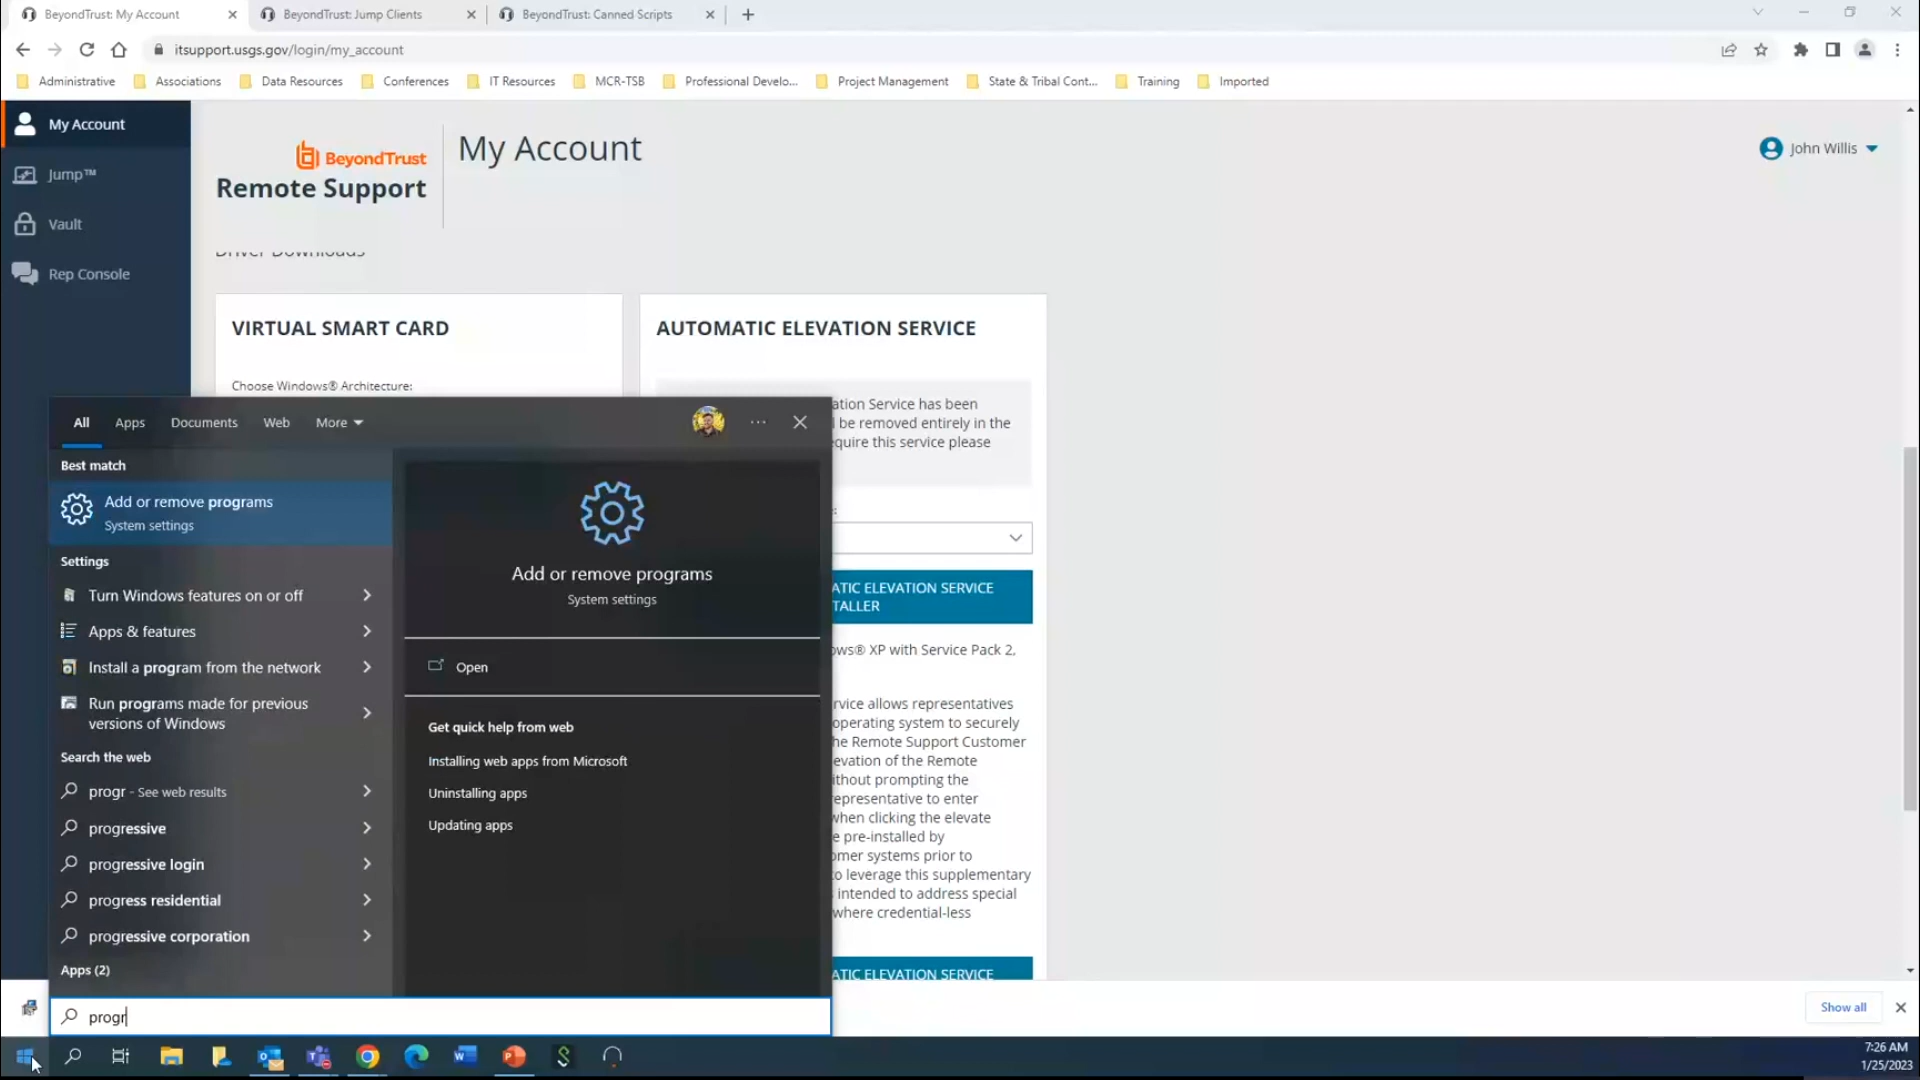 BeyondTrust: My Account
BeyondTrust: Jump Clients
BeyondTrust: Canned Scripts
itsupport.usgs.gov/login/my_account
Administrative
Associations
Data Resources
Conferences
IT Resources
MCR-TSB
Professional Develo...
Project Management
State & Tribal Cont...
Training
Imported
My Account
Jump™
Vault
Rep Console
BeyondTrust
Remote Support
My Account
John Willis
Driver Downloads
VIRTUAL SMART CARD
Choose Windows® Architecture:
AUTOMATIC ELEVATION SERVICE
ation Service has been
be removed entirely in the
quire this service please
ATIC ELEVATION SERVICE
TALLER
ows® XP with Service Pack 2,
rvice allows representatives
operating system to securely
he Remote Support Customer
evation of the Remote
ithout prompting the
epresentative to enter
when clicking the elevate
e pre-installed by
omer systems prior to
o leverage this supplementary
intended to address special
where credential-less
ATIC ELEVATION SERVICE
All
Apps
Documents
Web
More
Best match
Add or remove programs
System settings
Settings
Turn Windows features on or off
Apps & features
Install a program from the network
Run programs made for previous
versions of Windows
Search the web
progr - See web results
progressive
progressive login
progress residential
progressive corporation
Apps (2)
progr
Add or remove programs
System settings
Open
Get quick help from web
Installing web apps from Microsoft
Uninstalling apps
Updating apps
Show all
7:26 AM
1/25/2023